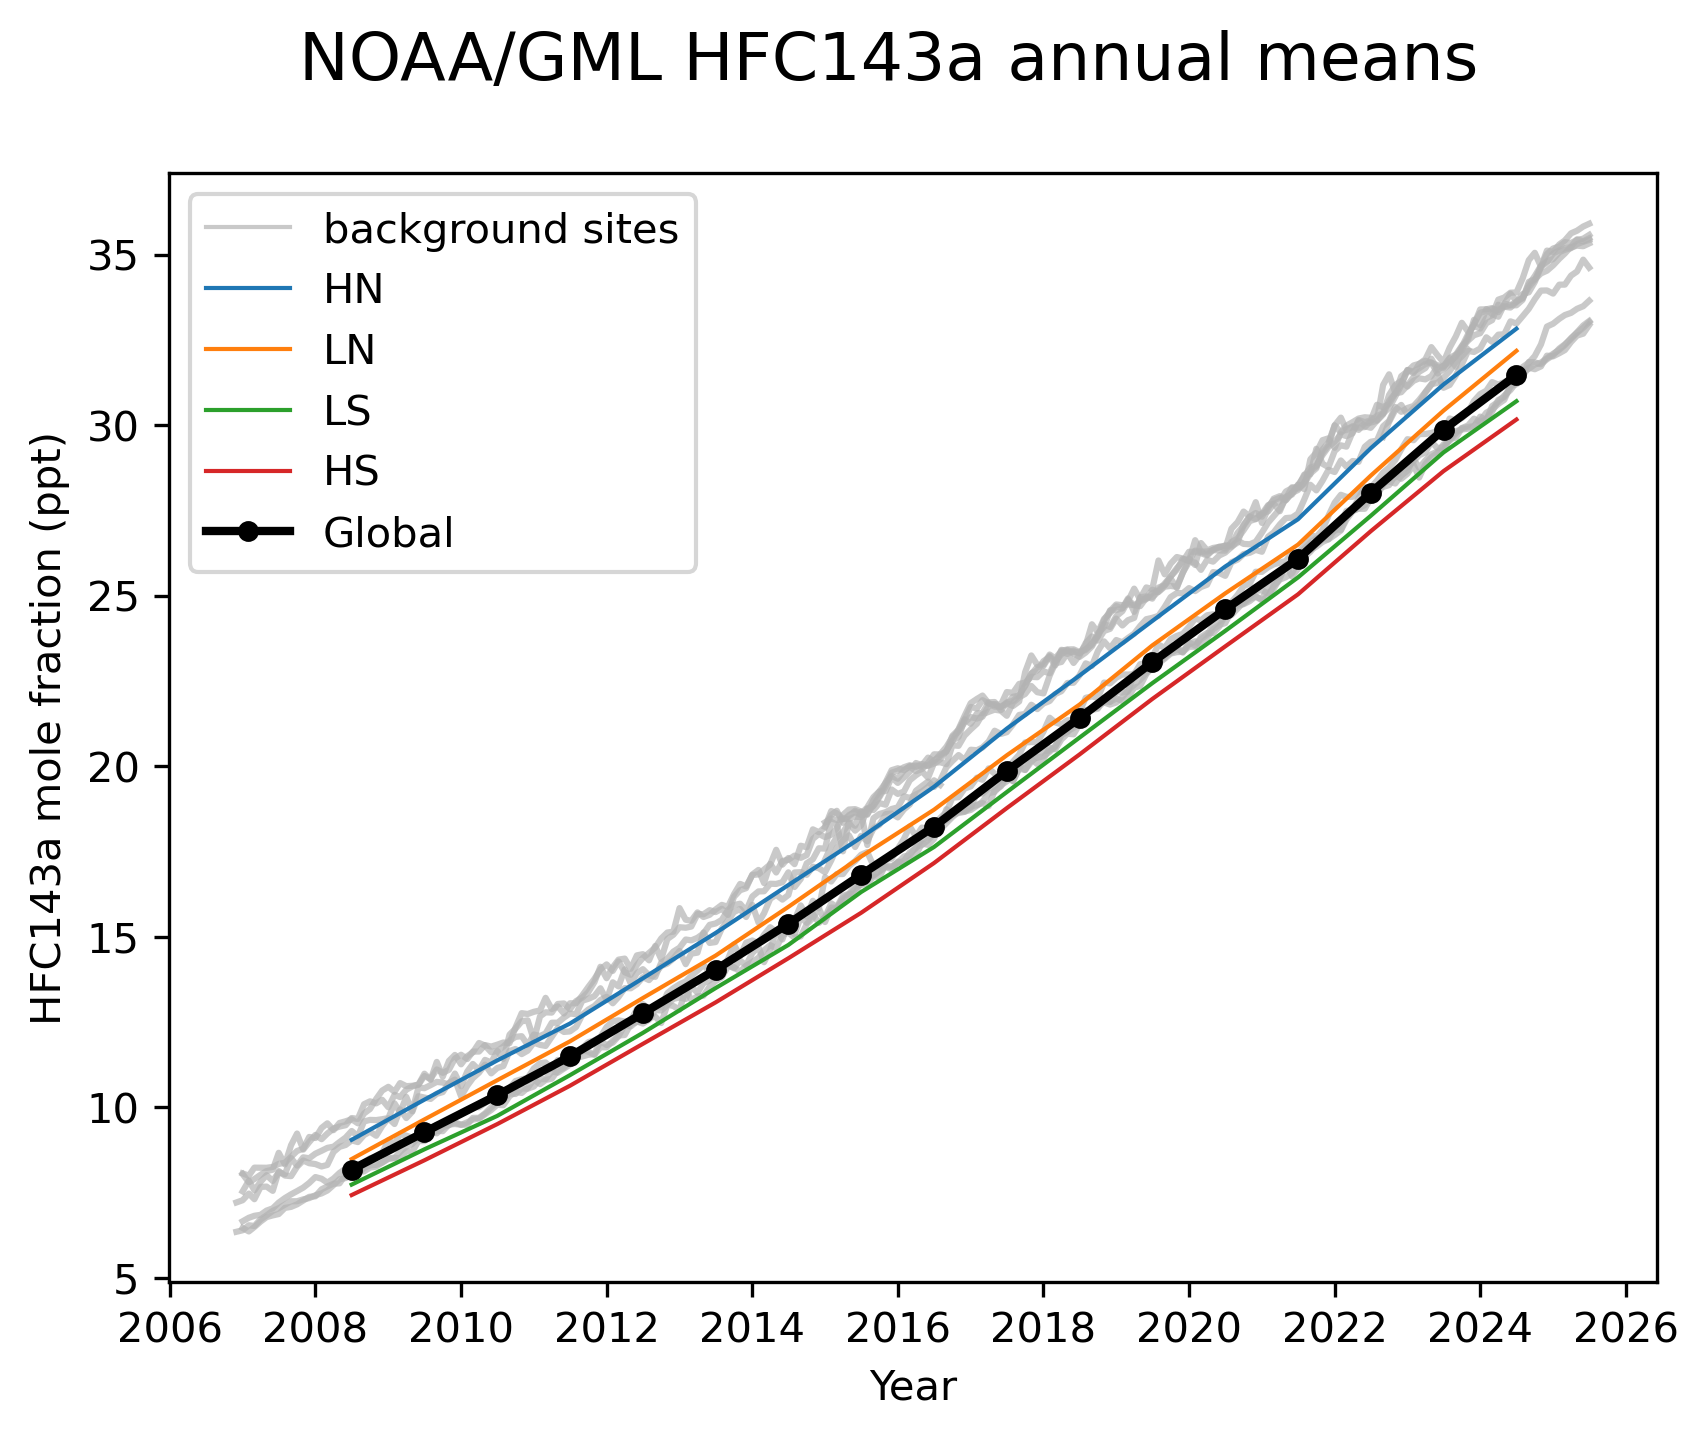 NOAA/GML HFC143a annual means
background sites
HN
LN
LS
HS
Global
35
30
25
20
15
10
5
HFC143a mole fraction (ppt)
2006 2008 2010 2012 2014 2016 2018 2020 2022 2024 2026
Year